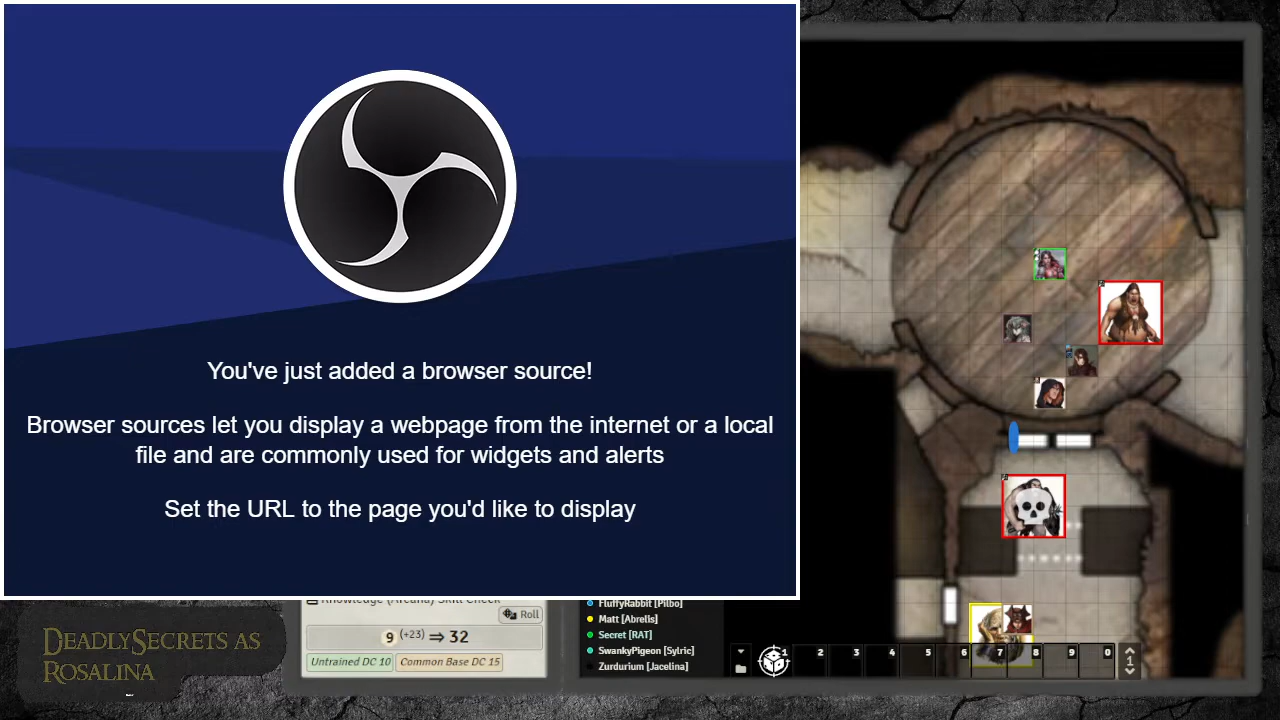 You've just added a browser source!
Browser sources let you display a webpage from the internet or a local
file and are commonly used for widgets and alerts
Set the URL to the page you'd like to display
DeadlySecrets as
Rosalina
Knowledge (Arcana) Skill Check
Roll
9 (+23) ⇒ 32
Untrained DC 10 Common Base DC 15
FluffyRabbit [Pilbo]
Matt [Abrelis]
Secret [RAT]
SwankyPigeon [Sylric]
Zurdurium [Jacelina]
1 2 3 4 5 6 7 8 9 0
1